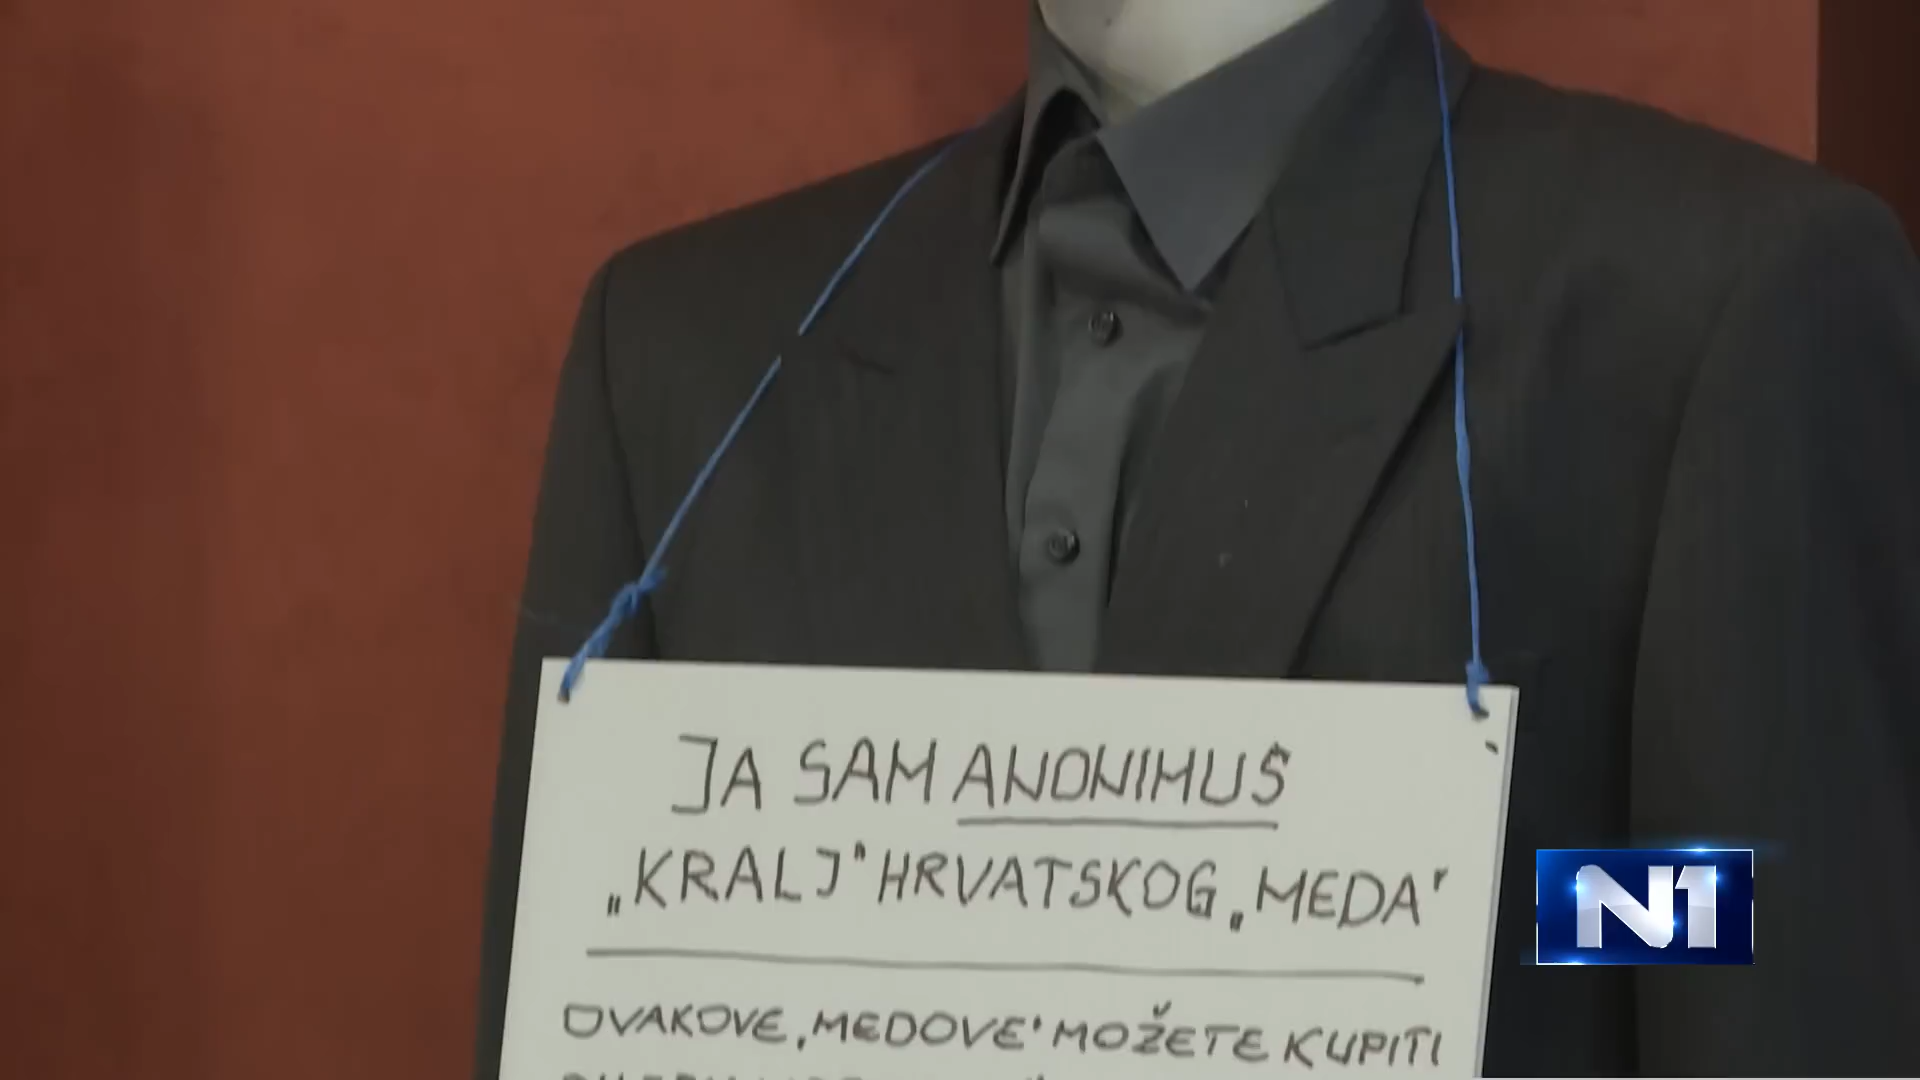 JA SAM ANONIMUS
„KRALJ" HRVATSKOG „MEDA"
OVAKOVE „MEDOVE" MOŽETE KUPITI
N1